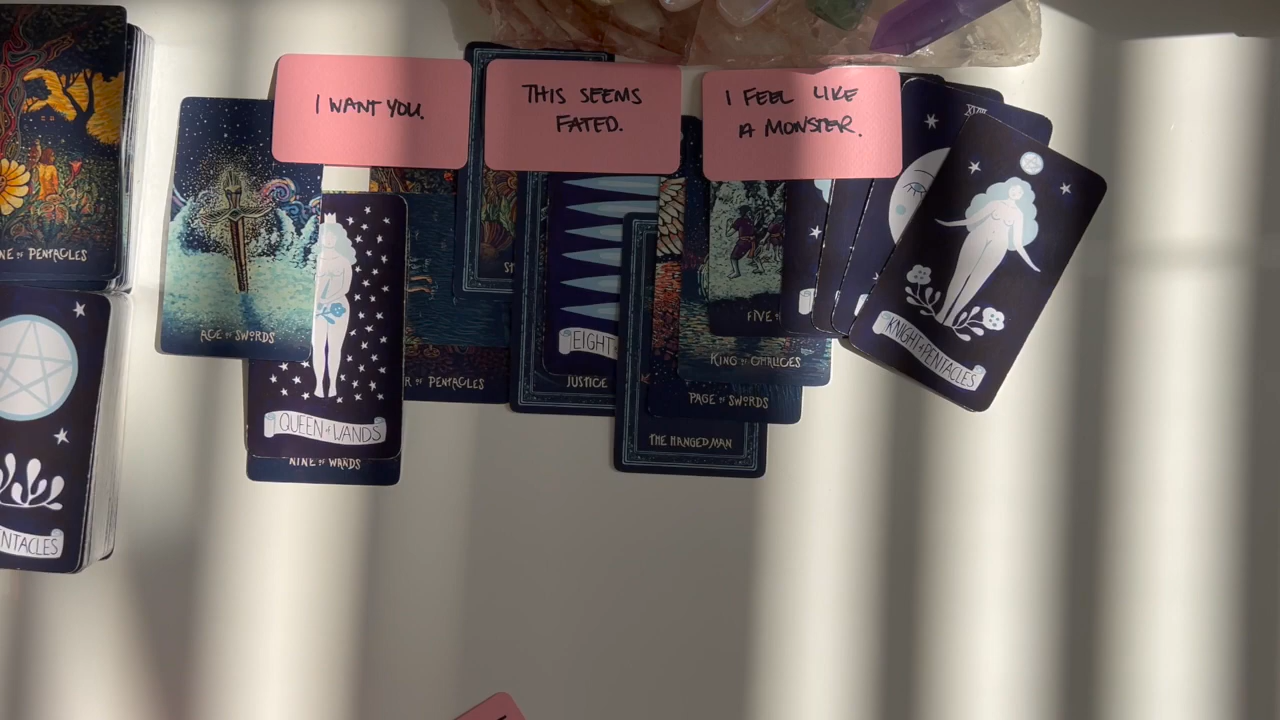 I WANT YOU.
THIS SEEMS
FATED.
I FEEL LIKE
A MONSTER.
NE OF PENTACLES
ACE OF SWORDS
QUEEN OF WANDS
NINE OF WANDS
R OF PENTACLES
EIGHT
JUSTICE
FIVE
KING OF CHALICES
PAGE OF SWORDS
THE HANGED MAN
KNIGHT OF PENTACLES
NTACLES